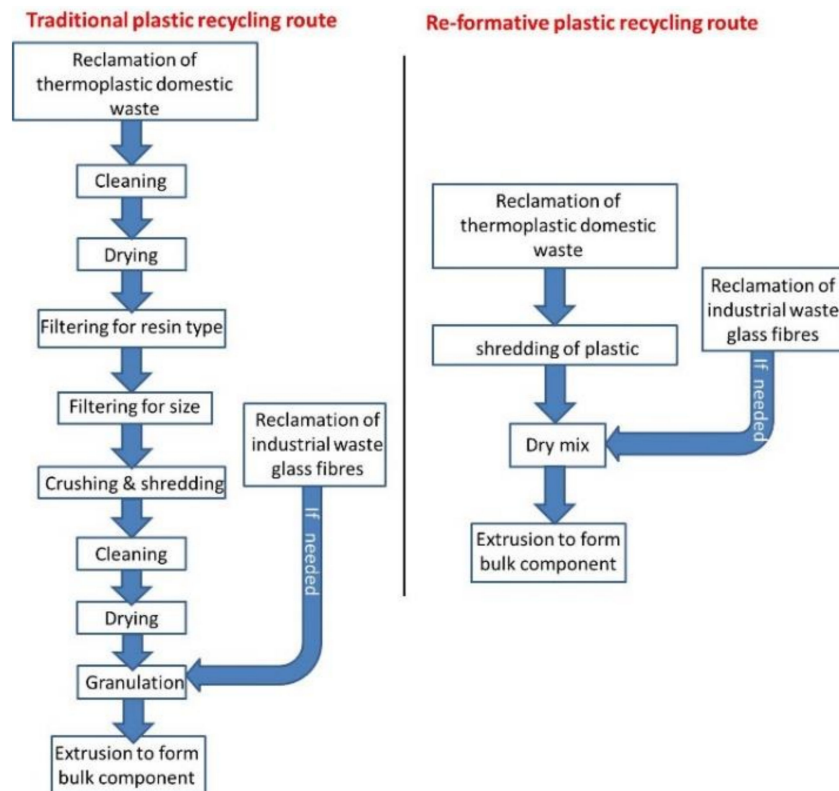 Traditional plastic recycling route
Reclamation of
thermoplastic domestic
waste
Cleaning
Drying
Filtering for resin type
Filtering for size
Crushing & shredding
Cleaning
Drying
Granulation
Extrusion to form
bulk component
Reclamation of
industrial waste
glass fibres
If needed
Re-formative plastic recycling route
Reclamation of
thermoplastic domestic
waste
shredding of plastic
Dry mix
Extrusion to form
bulk component
Reclamation of
industrial waste
glass fibres
If needed